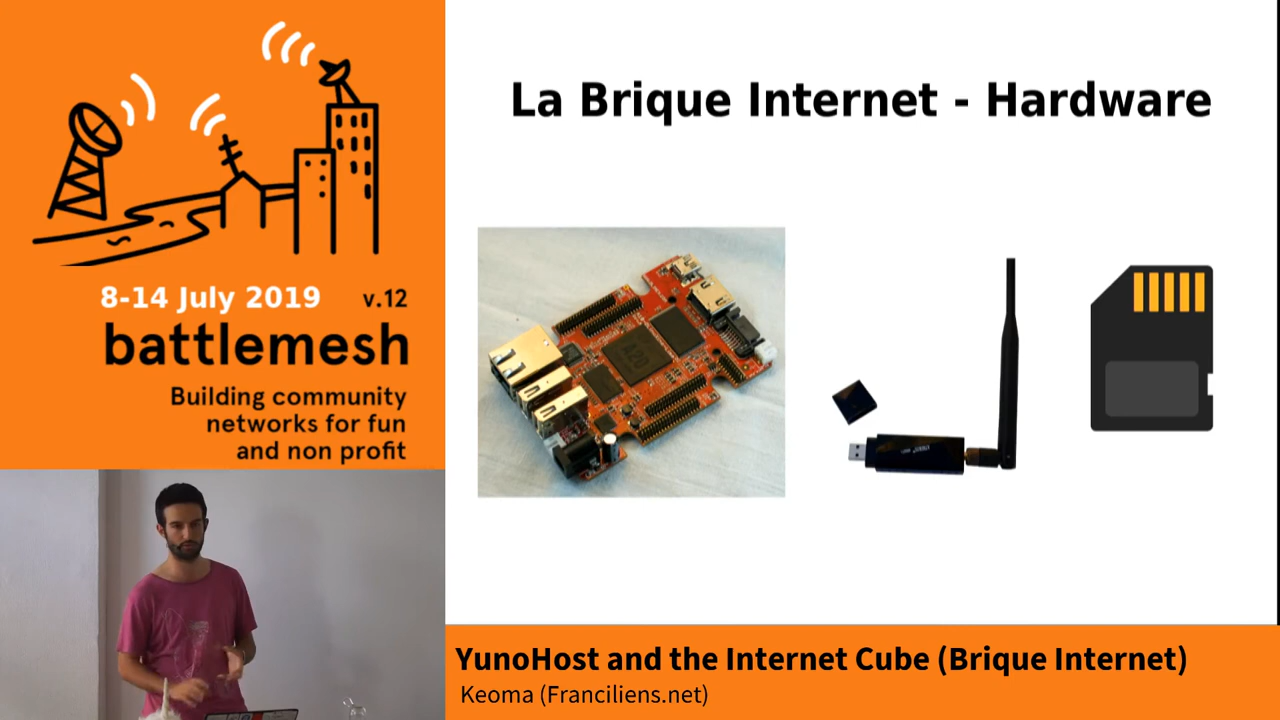 8-14 July 2019 v.12
battlemesh
Building community
networks for fun
and non profit
La Brique Internet - Hardware
A20
YunoHost and the Internet Cube (Brique Internet)
Keoma (Franciliens.net)